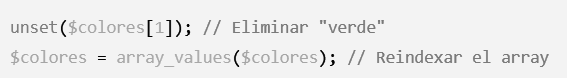 unset($colores[1]); // Eliminar "verde"
$colores = array_values($colores); // Reindexar el array